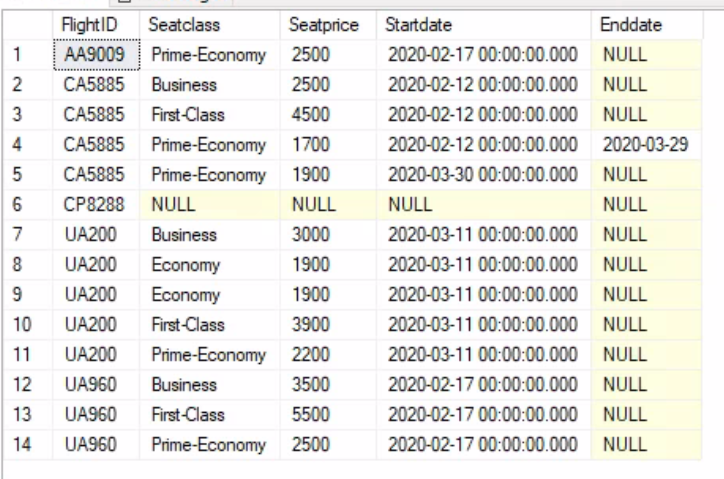 FlightID Seatclass Seatprice Startdate Enddate
1 AA9009 Prime-Economy 2500 2020-02-17 00:00:00.000 NULL
2 CA5885 Business 2500 2020-02-12 00:00:00.000 NULL
3 CA5885 First-Class 4500 2020-02-12 00:00:00.000 NULL
4 CA5885 Prime-Economy 1700 2020-02-12 00:00:00.000 2020-03-29
5 CA5885 Prime-Economy 1900 2020-03-30 00:00:00.000 NULL
6 CP8288 NULL NULL NULL NULL
7 UA200 Business 3000 2020-03-11 00:00:00.000 NULL
8 UA200 Economy 1900 2020-03-11 00:00:00.000 NULL
9 UA200 Economy 1900 2020-03-11 00:00:00.000 NULL
10 UA200 First-Class 3900 2020-03-11 00:00:00.000 NULL
11 UA200 Prime-Economy 2200 2020-03-11 00:00:00.000 NULL
12 UA960 Business 3500 2020-02-17 00:00:00.000 NULL
13 UA960 First-Class 5500 2020-02-17 00:00:00.000 NULL
14 UA960 Prime-Economy 2500 2020-02-17 00:00:00.000 NULL